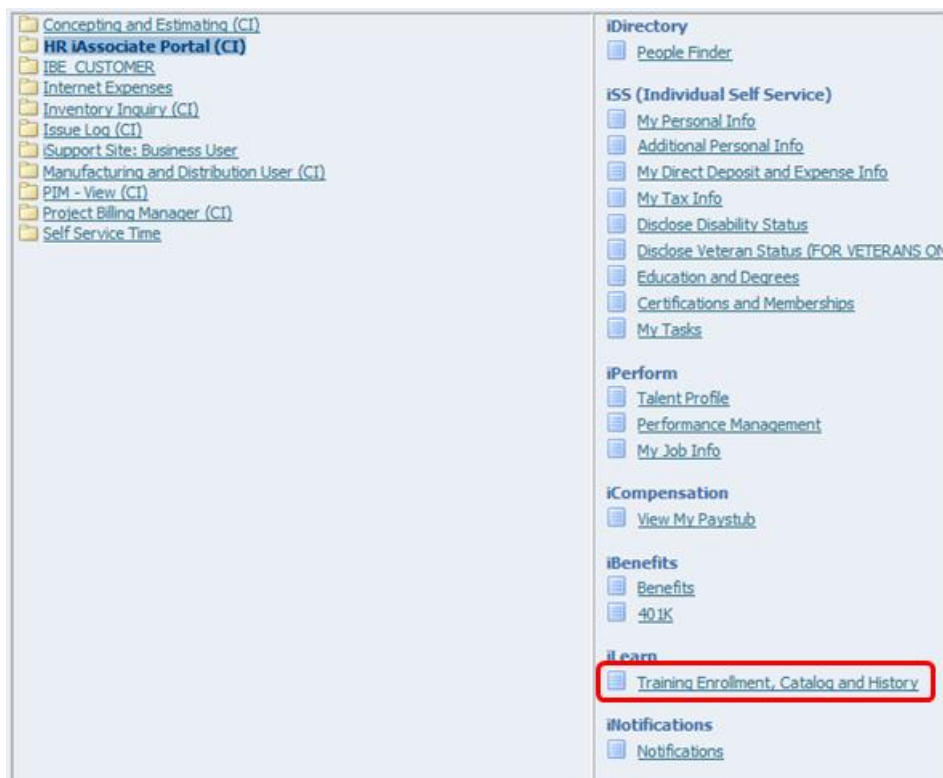 Concepting and Estimating (CI)
HR iAssociate Portal (CI)
IBE_CUSTOMER
Internet Expenses
Inventory Inquiry (CI)
Issue Log (CI)
iSupport Site: Business User
Manufacturing and Distribution User (CI)
PIM - View (CI)
Project Billing Manager (CI)
Self Service Time
iDirectory
People Finder
iSS (Individual Self Service)
My Personal Info
Additional Personal Info
My Direct Deposit and Expense Info
My Tax Info
Disclose Disability Status
Disclose Veteran Status (FOR VETERANS ON
Education and Degrees
Certifications and Memberships
My Tasks
iPerform
Talent Profile
Performance Management
My Job Info
iCompensation
View My Paystub
iBenefits
Benefits
401K
iLearn
Training Enrollment, Catalog and History
iNotifications
Notifications